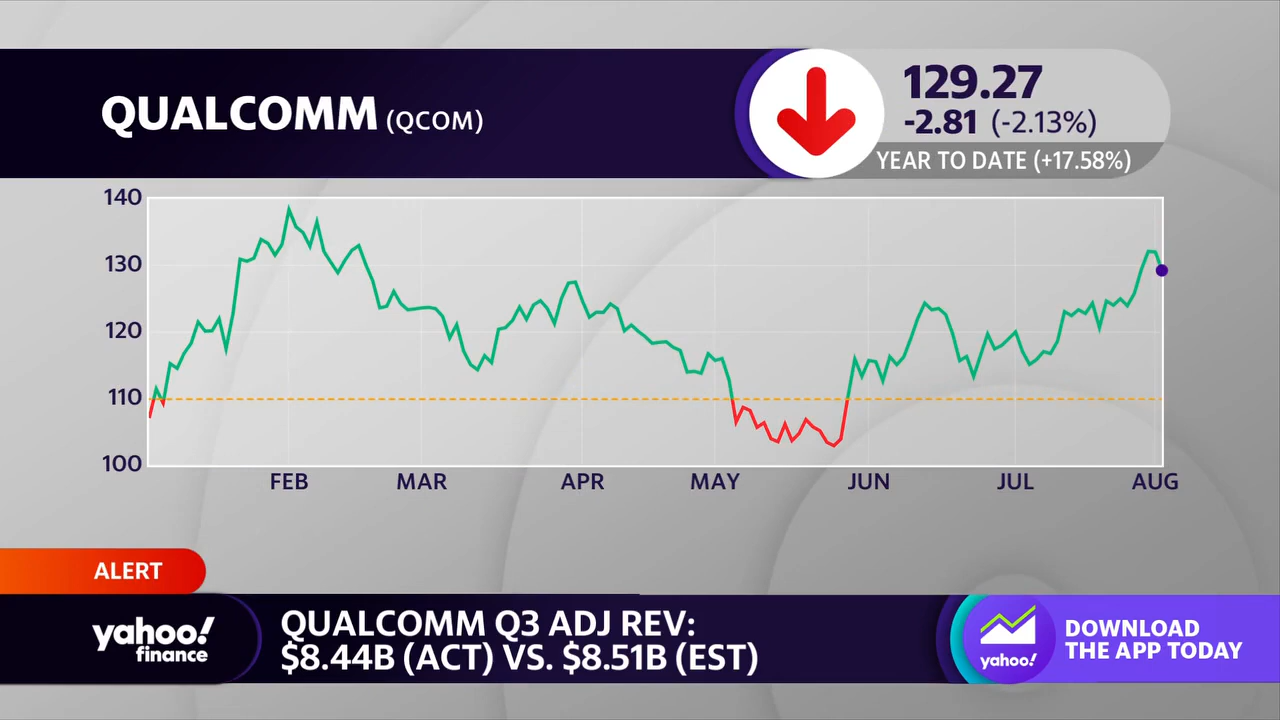 QUALCOMM (QCOM)
129.27
-2.81 (-2.13%)
YEAR TO DATE (+17.58%)
140
130
120
110
100
FEB MAR APR MAY JUN JUL AUG
ALERT
yahoo!
finance
QUALCOMM Q3 ADJ REV:
$8.44B (ACT) VS. $8.51B (EST)
yahoo!
DOWNLOAD
THE APP TODAY